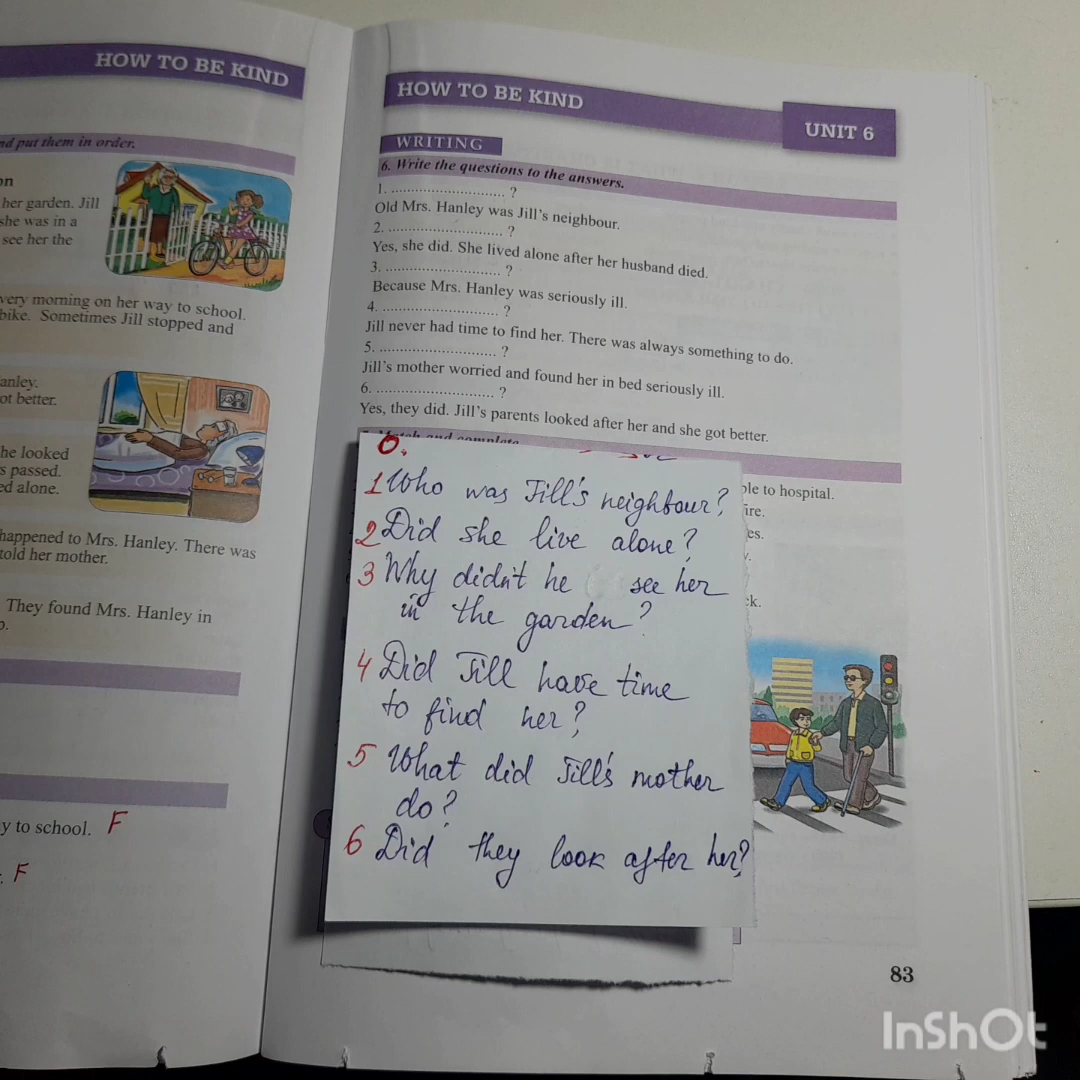 HOW TO BE KIND
nd put them in order.
on
her garden. Jill
she was in a
see her the
very morning on her way to school.
bike. Sometimes Jill stopped and
anley.
ot better.
he looked
s passed.
ed alone.
happened to Mrs. Hanley. There was
told her mother.
They found Mrs. Hanley in
y to school. F
. F
HOW TO BE KIND
UNIT 6
WRITING
6. Write the questions to the answers.
1. ............................ ?
Old Mrs. Hanley was Jill's neighbour.
2. ............................ ?
Yes, she did. She lived alone after her husband died.
3. ............................ ?
Because Mrs. Hanley was seriously ill.
4. ............................ ?
Jill never had time to find her. There was always something to do.
5. ............................ ?
Jill's mother worried and found her in bed seriously ill.
6. ............................ ?
Yes, they did. Jill's parents looked after her and she got better.
Match and complete
ple to hospital.
ire.
es.
ck.
6.
1 Who was Jill's neighbour?
2 Did she live alone?
3 Why didn't he see her
in the garden?
4 Did Jill have time
to find her?
5 What did Jill's mother
do?
6 Did they look after her?
83
InShOt